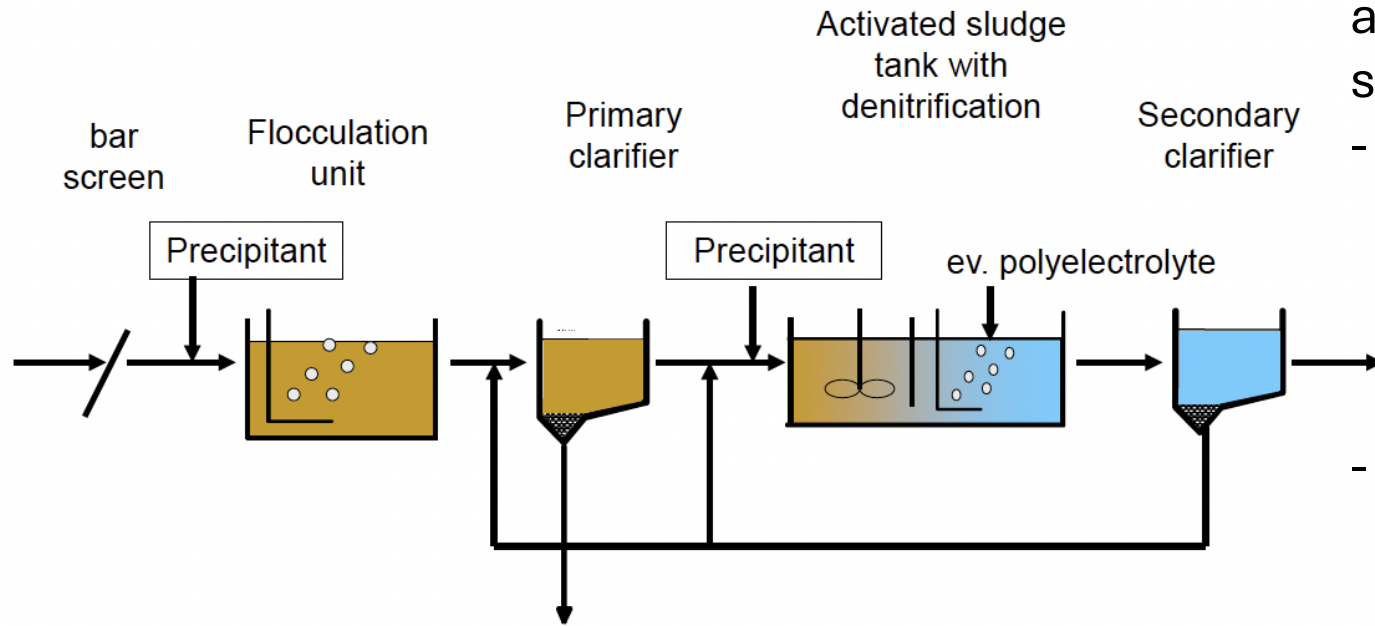 Activated sludge
tank with
denitrification
Primary
clarifier
Secondary
clarifier
bar
screen
Flocculation
unit
Precipitant
Precipitant
ev. polyelectrolyte
a
s
-
-